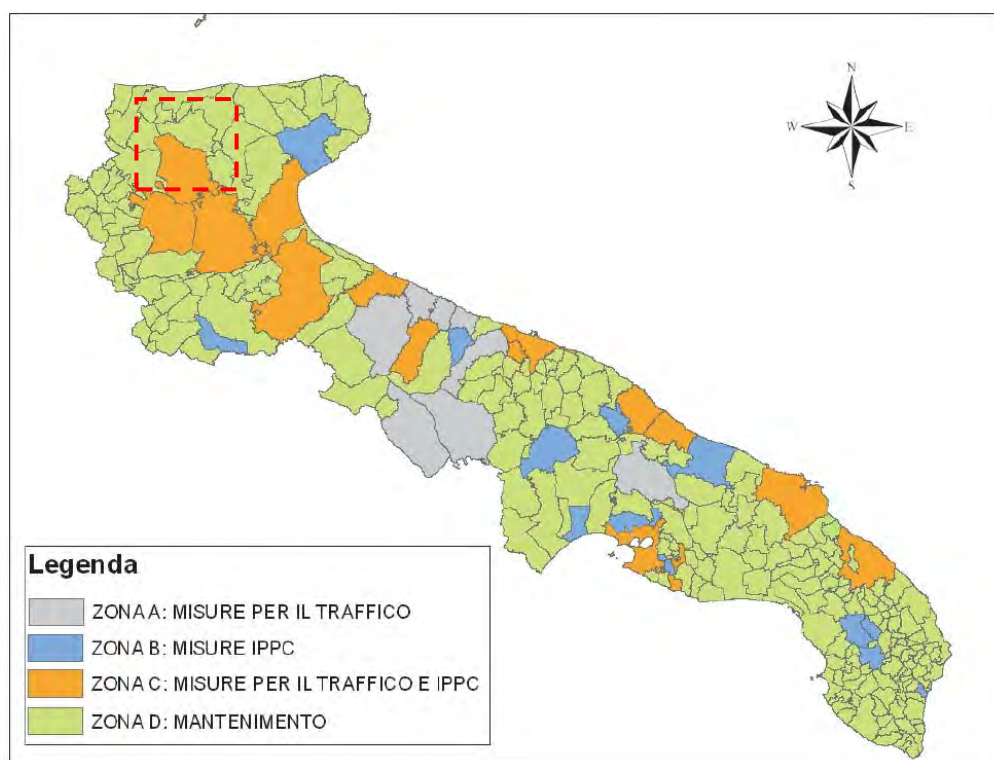 N
W
E
S
Legenda
ZONA A: MISURE PER IL TRAFFICO
ZONA B: MISURE IPPC
ZONA C: MISURE PER IL TRAFFICO E IPPC
ZONA D: MANTENIMENTO